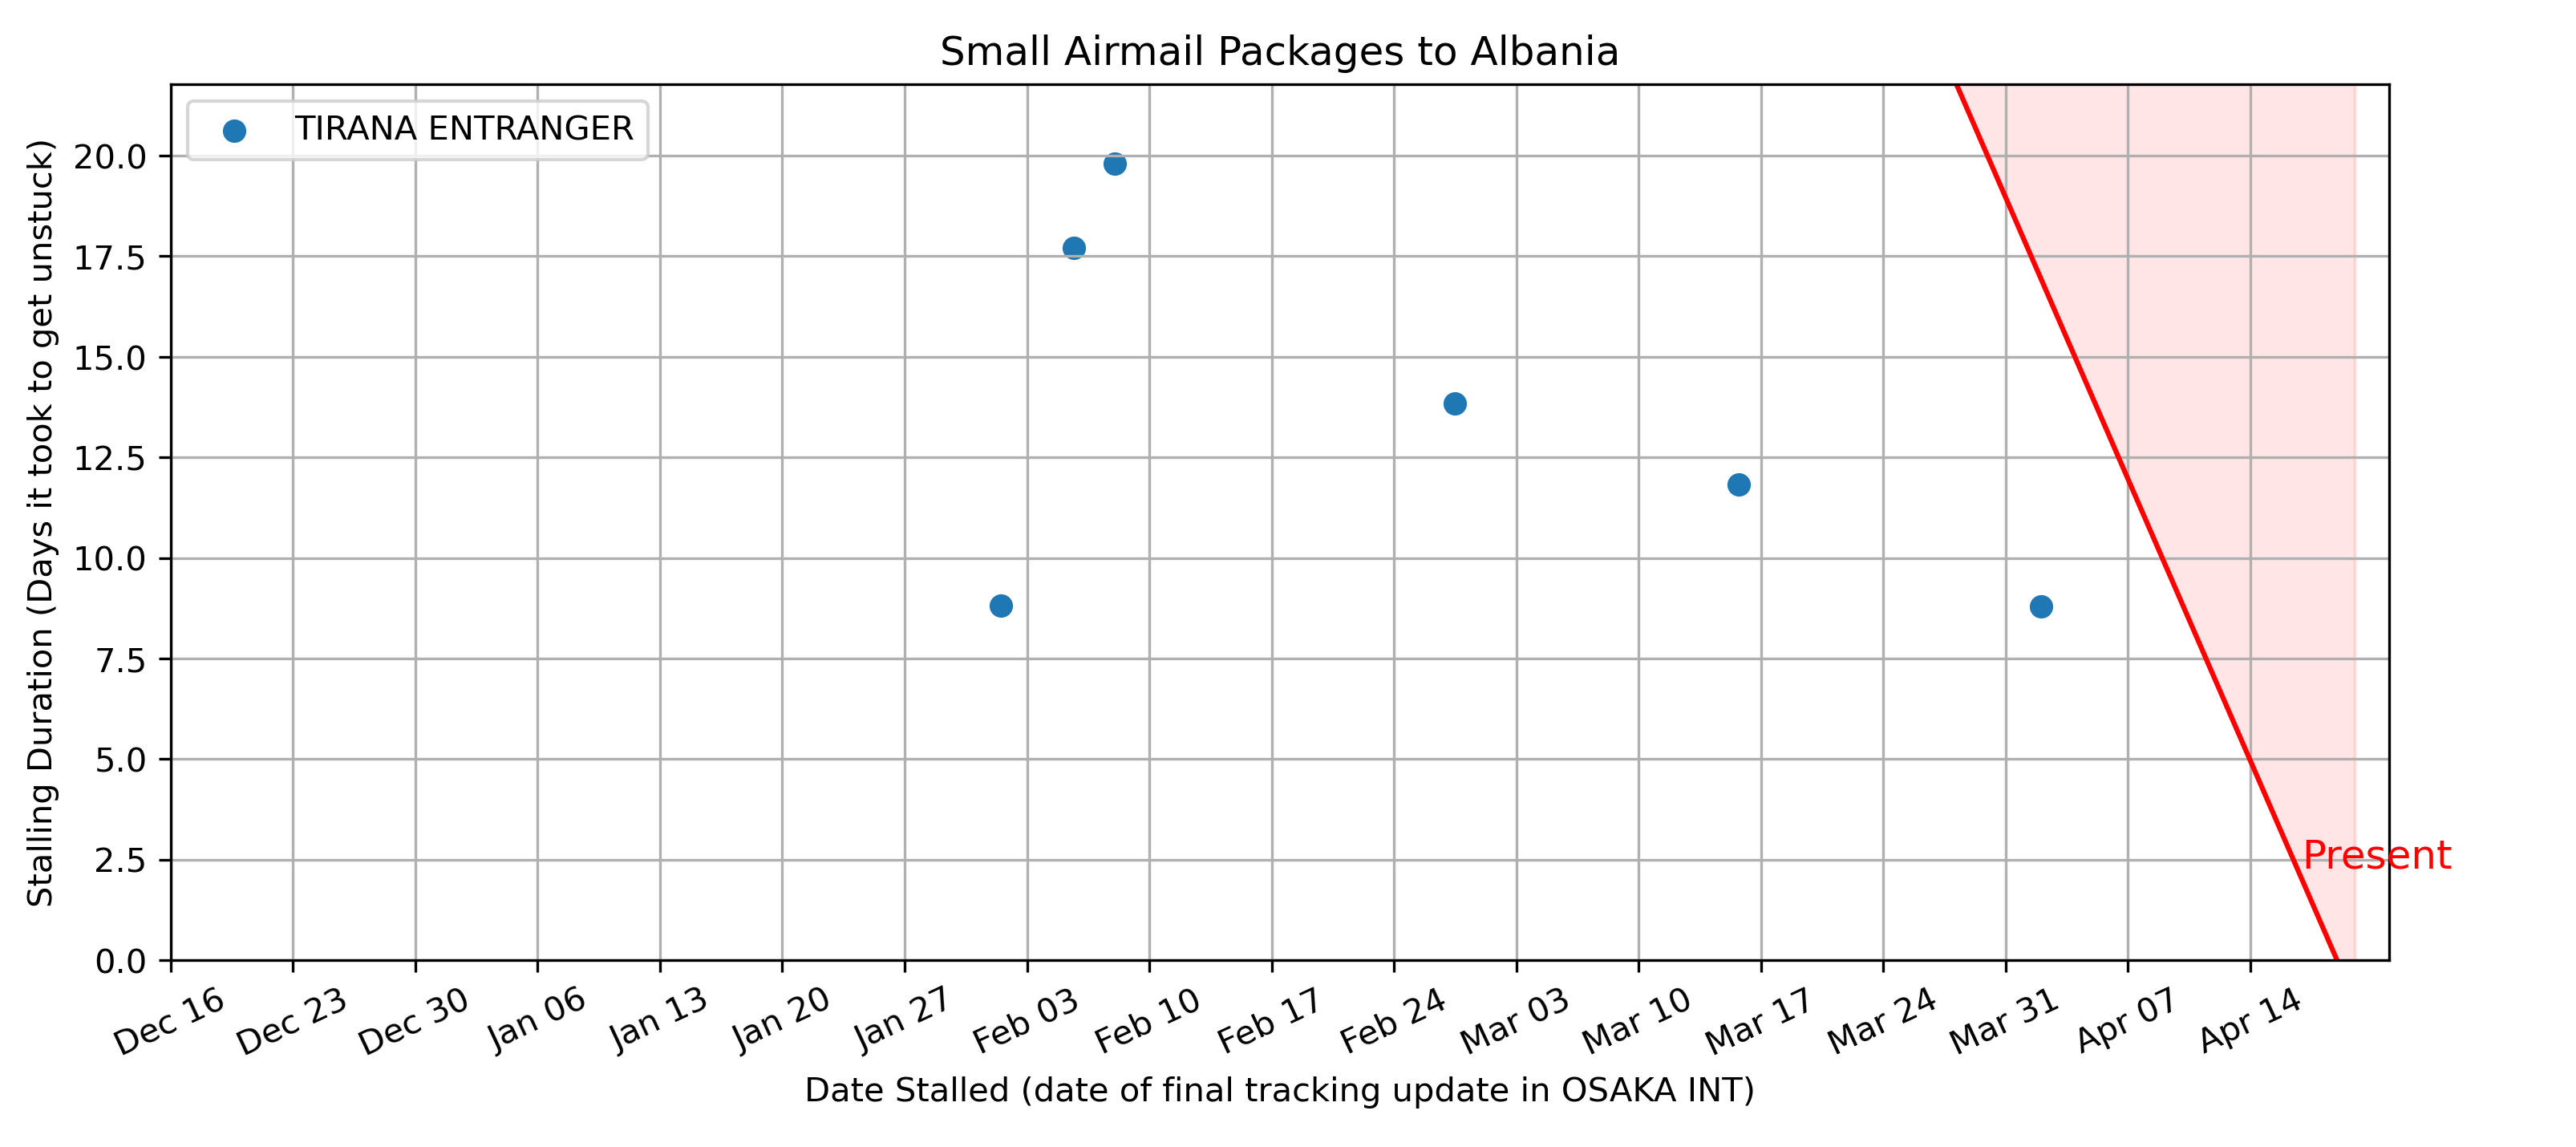 Small Airmail Packages to Albania
TIRANA ENTRANGER
Stalling Duration (Days it took to get unstuck)
20.0
17.5
15.0
12.5
10.0
7.5
5.0
2.5
0.0
Present
Dec 16
Dec 23
Dec 30
Jan 06
Jan 13
Jan 20
Jan 27
Feb 03
Feb 10
Feb 17
Feb 24
Mar 03
Mar 10
Mar 17
Mar 24
Mar 31
Apr 07
Apr 14
Date Stalled (date of final tracking update in OSAKA INT)